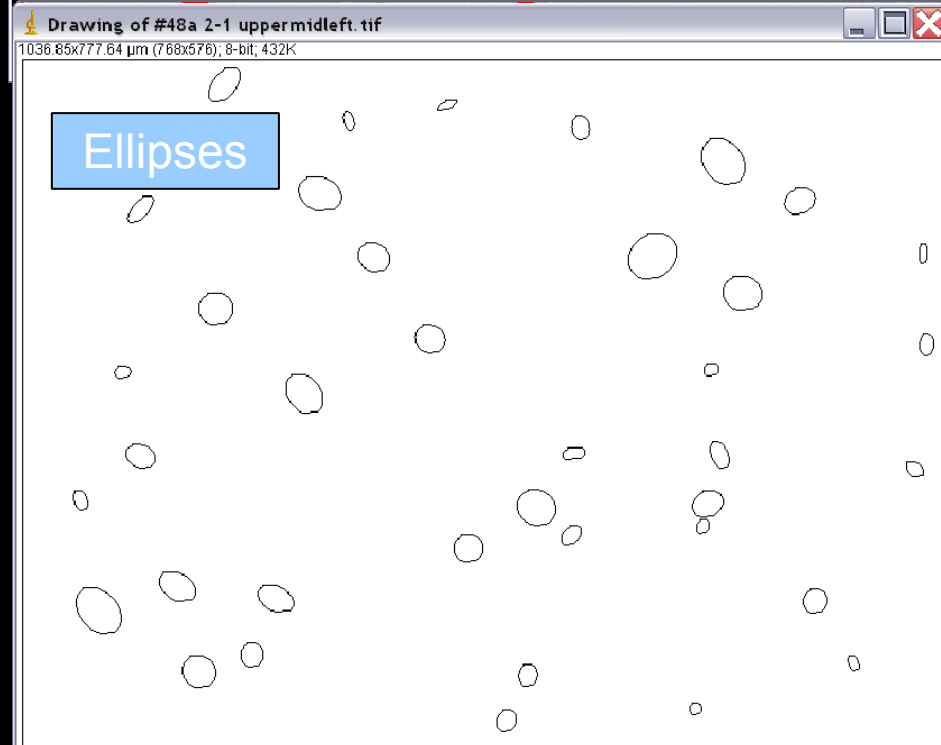 Drawing of #48a 2-1 uppermidleft.tif
1036.85x777.64 µm (768x576); 8-bit; 432K
Ellipses